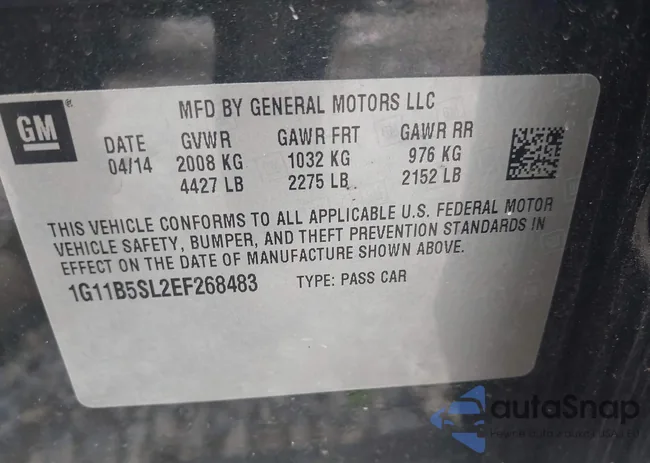 GM
MFD BY GENERAL MOTORS LLC
DATE GVWR GAWR FRT GAWR RR
04/14 2008 KG 1032 KG 976 KG
4427 LB 2275 LB 2152 LB
THIS VEHICLE CONFORMS TO ALL APPLICABLE U.S. FEDERAL MOTOR
VEHICLE SAFETY, BUMPER, AND THEFT PREVENTION STANDARDS IN
EFFECT ON THE DATE OF MANUFACTURE SHOWN ABOVE.
1G11B5SL2EF268483 TYPE: PASS CAR
autoSnap